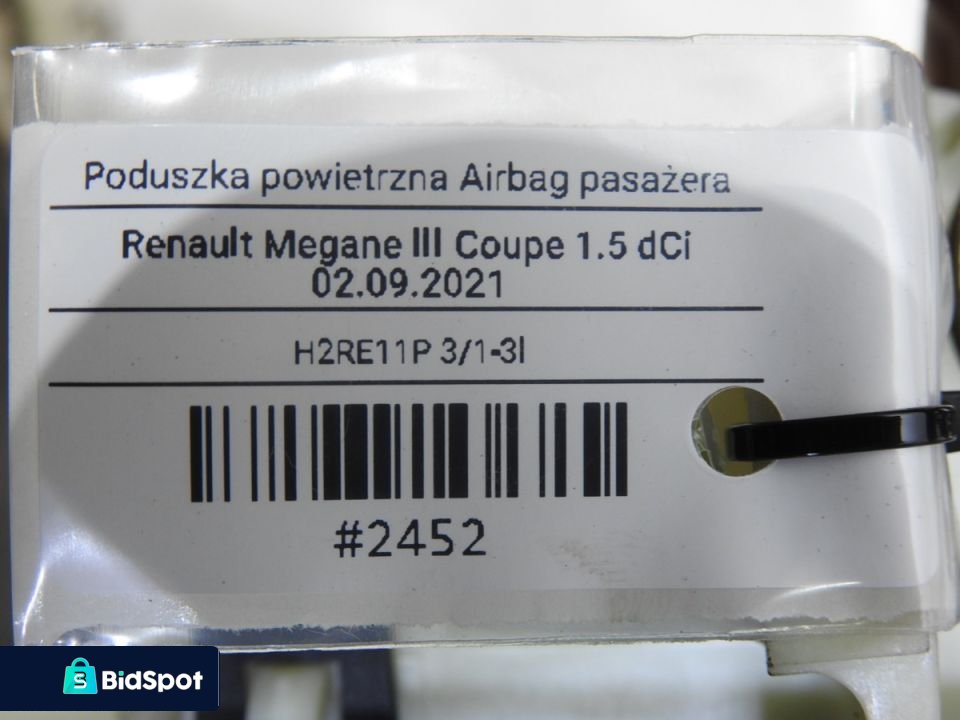 Poduszka powietrzna Airbag pasażera
Renault Megane III Coupe 1.5 dCi
02.09.2021
H2RE11P 3/1-3l
#2452
BidSpot